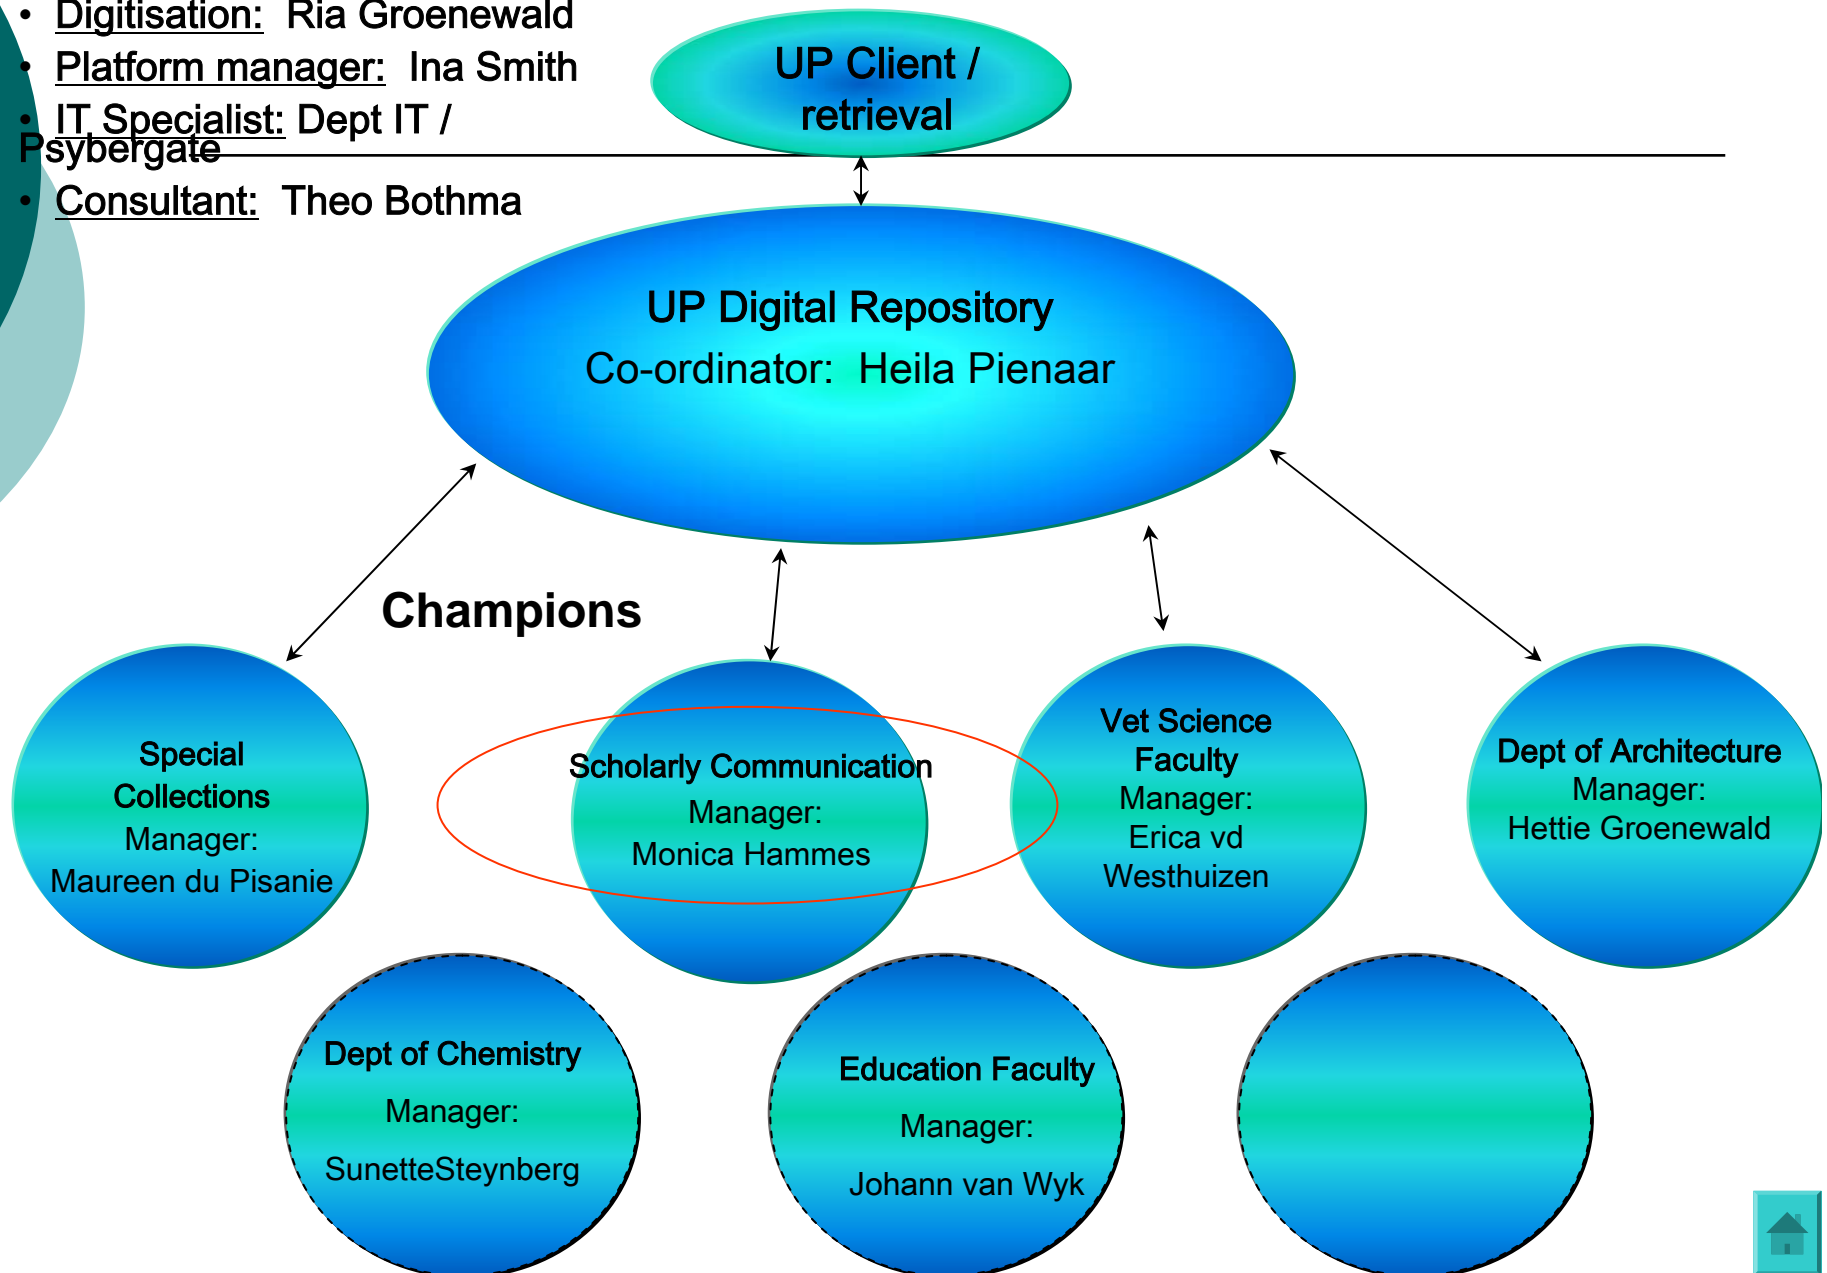 • Digitisation: Ria Groenewald
• Platform manager: Ina Smith
• IT Specialist: Dept IT /
Psybergate
• Consultant: Theo Bothma
UP Client /
retrieval
UP Digital Repository
Co-ordinator: Heila Pienaar
Champions
Special
Collections
Manager:
Maureen du Pisanie
Scholarly Communication
Manager:
Monica Hammes
Vet Science
Faculty
Manager:
Erica vd
Westhuizen
Dept of Architecture
Manager:
Hettie Groenewald
Dept of Chemistry
Manager:
SunetteSteynberg
Education Faculty
Manager:
Johann van Wyk